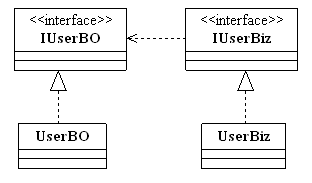 <<interface>>
IUserBO
<<interface>>
IUserBiz
UserBO
UserBiz